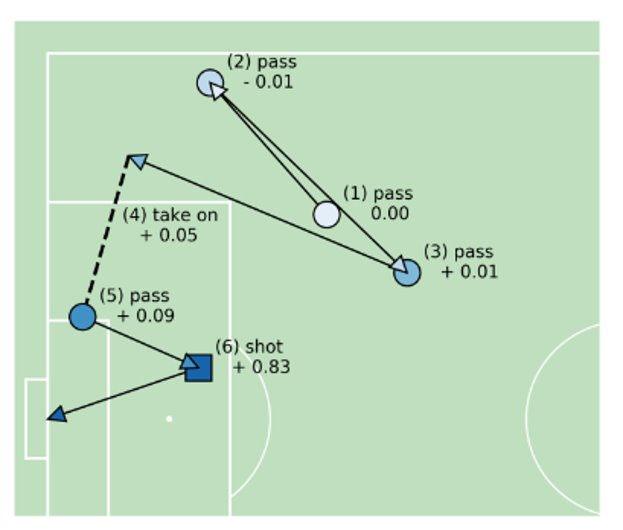 (2) pass
- 0.01
(1) pass
0.00
(4) take on
+ 0.05
(3) pass
+ 0.01
(5) pass
+ 0.09
(6) shot
+ 0.83